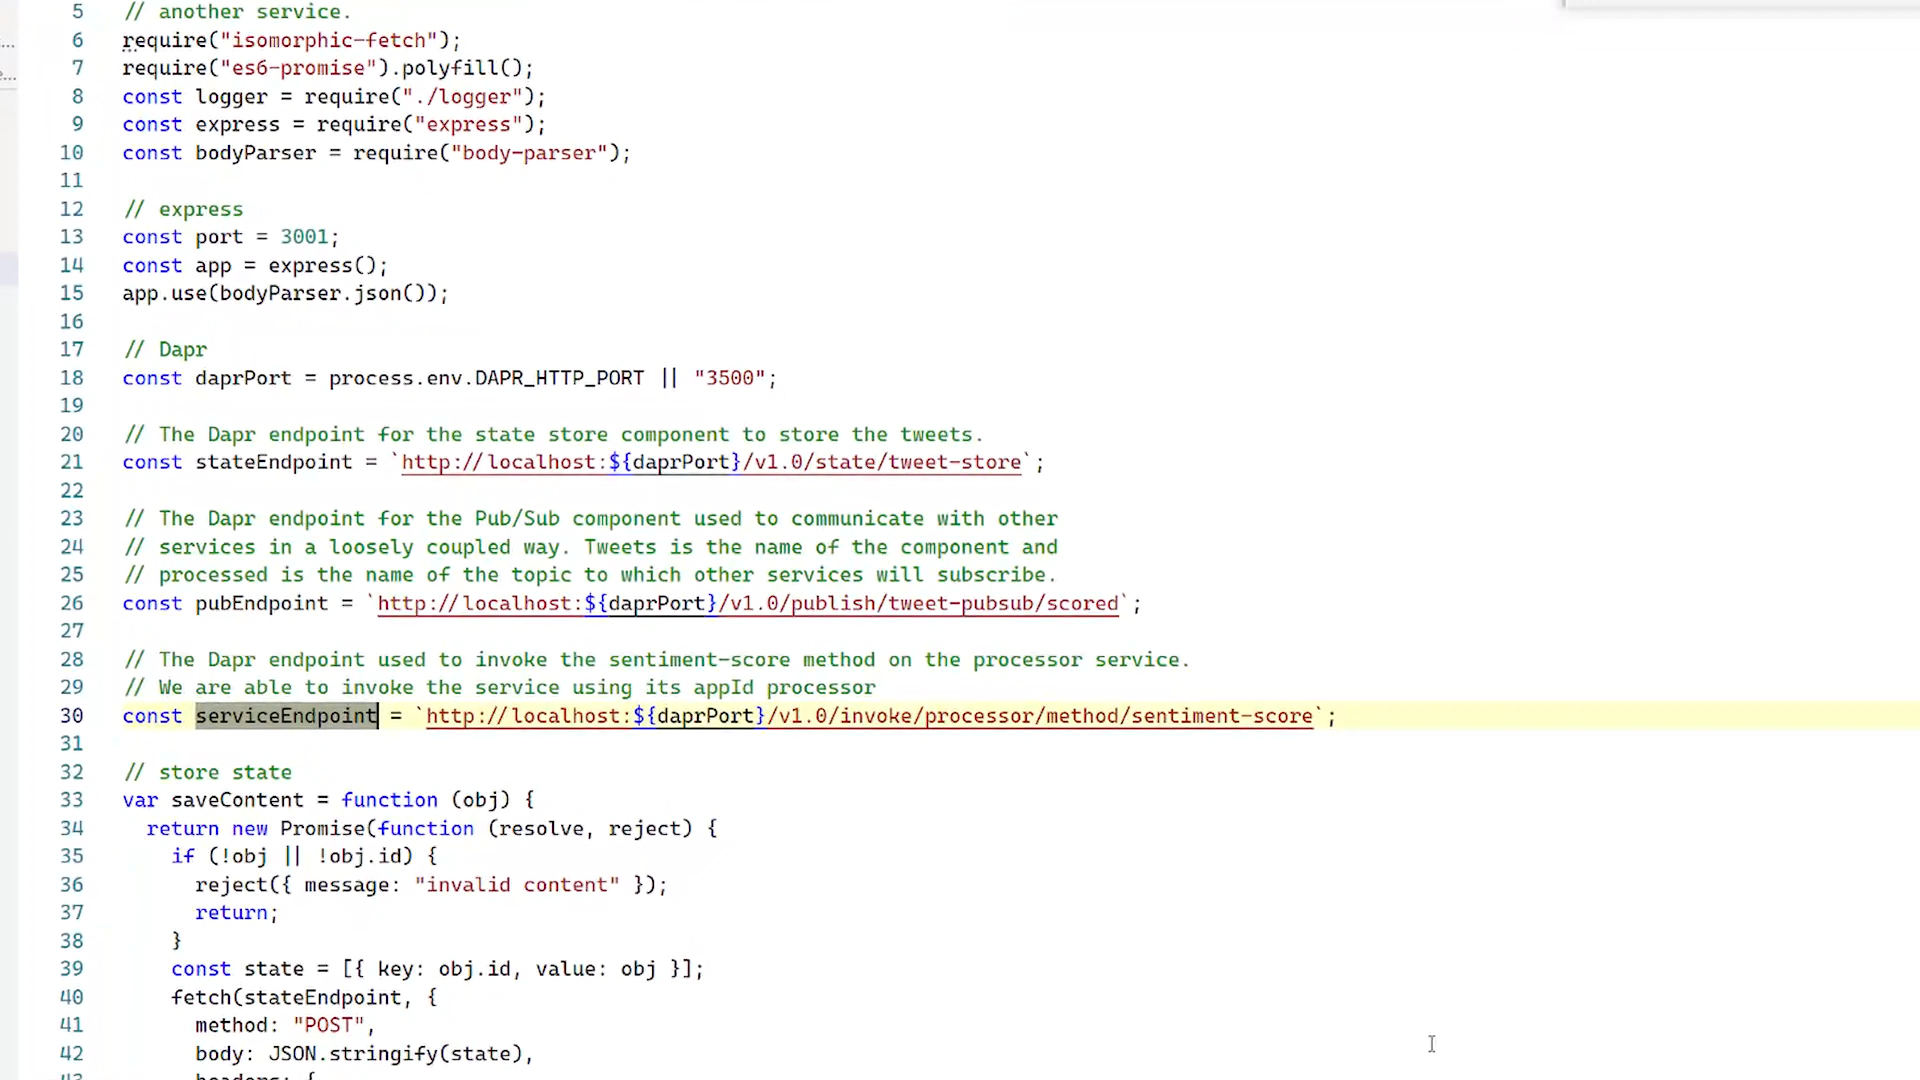 5 // another service.
6 require("isomorphic-fetch");
7 require("es6-promise").polyfill();
8 const logger = require("./logger");
9 const express = require("express");
10 const bodyParser = require("body-parser");
11
12 // express
13 const port = 3001;
14 const app = express();
15 app.use(bodyParser.json());
16
17 // Dapr
18 const daprPort = process.env.DAPR_HTTP_PORT || "3500";
19
20 // The Dapr endpoint for the state store component to store the tweets.
21 const stateEndpoint = `http://localhost:${daprPort}/v1.0/state/tweet-store`;
22
23 // The Dapr endpoint for the Pub/Sub component used to communicate with other
24 // services in a loosely coupled way. Tweets is the name of the component and
25 // processed is the name of the topic to which other services will subscribe.
26 const pubEndpoint = `http://localhost:${daprPort}/v1.0/publish/tweet-pubsub/scored`;
27
28 // The Dapr endpoint used to invoke the sentiment-score method on the processor service.
29 // We are able to invoke the service using its appId processor
30 const serviceEndpoint = `http://localhost:${daprPort}/v1.0/invoke/processor/method/sentiment-score`;
31
32 // store state
33 var saveContent = function (obj) {
34 return new Promise(function (resolve, reject) {
35 if (!obj || !obj.id) {
36 reject({ message: "invalid content" });
37 return;
38 }
39 const state = [{ key: obj.id, value: obj }];
40 fetch(stateEndpoint, {
41 method: "POST",
42 body: JSON.stringify(state),
43 headers: {